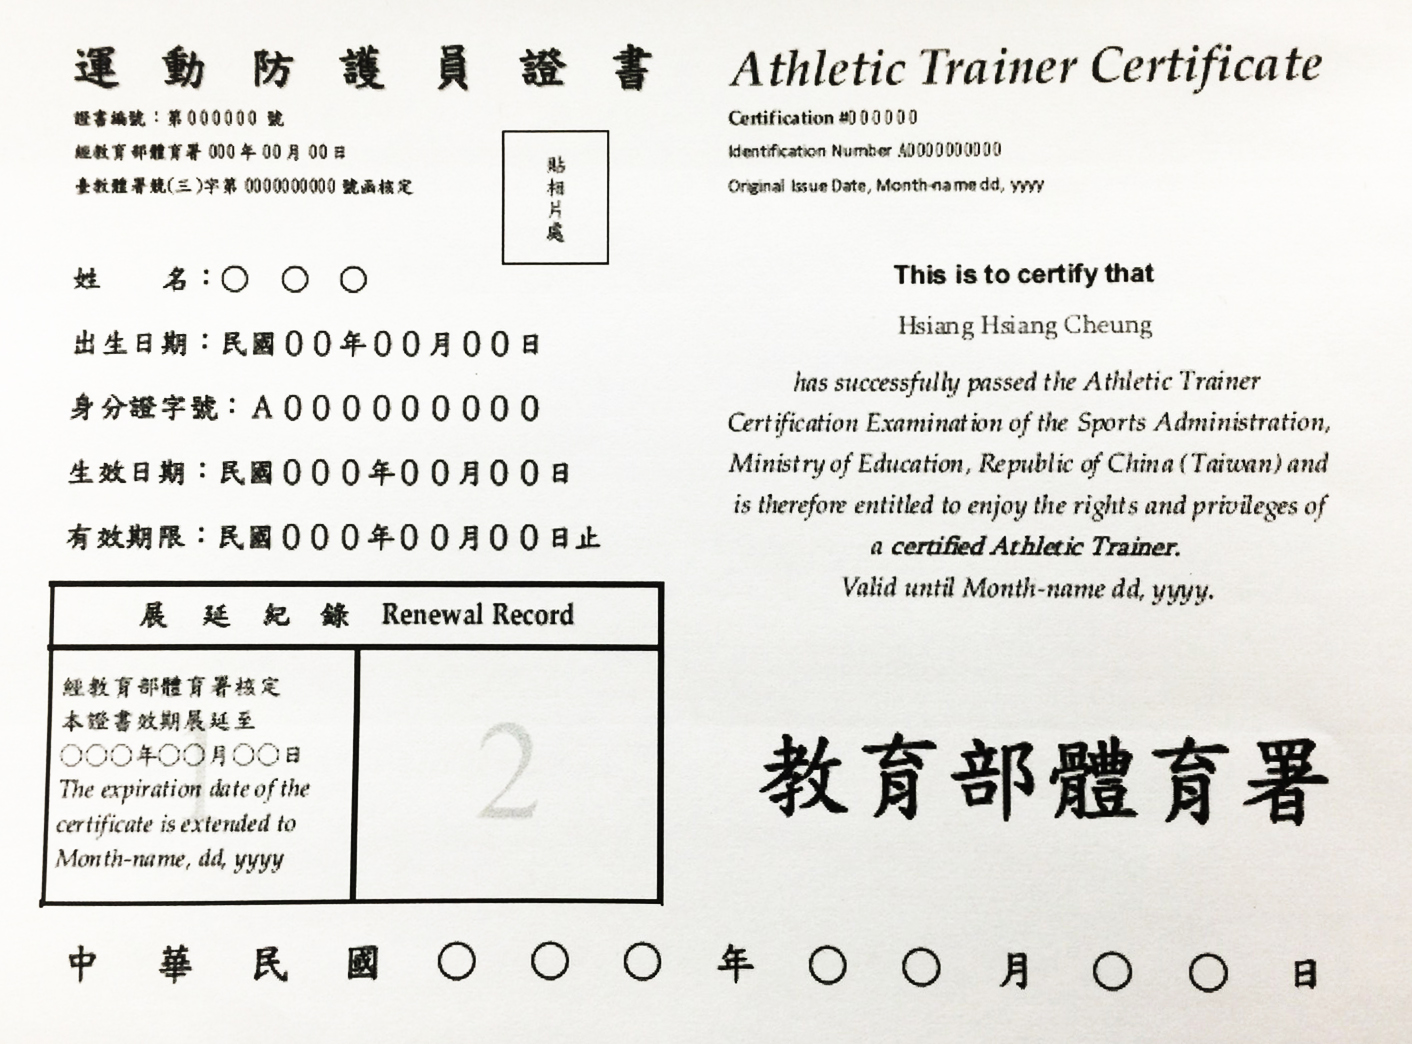 運動防護員證書
證書編號：第000000 號
經教育部體育署 000 年 00 月 00 日
臺教體署競(三)字第 0000000000 號函核定
貼相片處
姓 名：○ ○ ○
出生日期：民國00年00月00日
身分證字號：A000000000
生效日期：民國000年00月00日
有效期限：民國000年00月00日止
展延紀錄 Renewal Record
1
經教育部體育署核定
本證書效期展延至
○○○年○○月○○日
The expiration date of the
certificate is extended to
Month-name, dd, yyyy
2
Athletic Trainer Certificate
Certification #000000
Identification Number A0000000000
Original Issue Date, Month-name dd, yyyy
This is to certify that
Hsiang Hsiang Cheung
has successfully passed the Athletic Trainer
Certification Examination of the Sports Administration,
Ministry of Education, Republic of China (Taiwan) and
is therefore entitled to enjoy the rights and privileges of
a certified Athletic Trainer.
Valid until Month-name dd, yyyy.
教育部體育署
中華民國○○○年○○月○○日